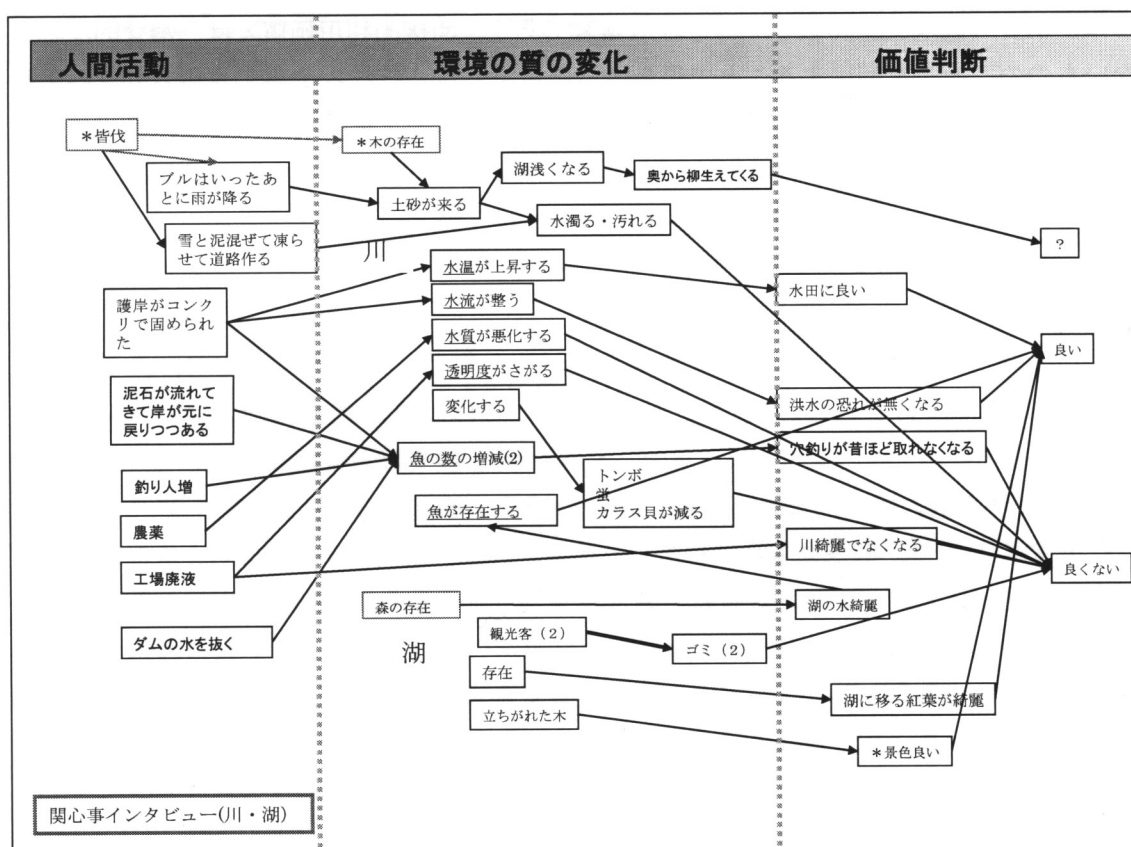 人間活動
環境の質の変化
価値判断
＊皆伐
＊木の存在
ブルはいったあ
とに雨が降る
土砂が来る
湖浅くなる
奥から柳生えてくる
雪と泥混ぜて凍ら
せて道路作る
川
水濁る・汚れる
？
護岸がコンク
リで固められ
た
水温が上昇する
水田に良い
水流が整う
水質が悪化する
良い
透明度がさがる
泥石が流れて
きて岸が元に
戻りつつある
変化する
洪水の恐れが無くなる
魚の数の増減(2)
穴釣りが昔ほど取れなくなる
釣り人増
トンボ
蛍
カラス貝が減る
魚が存在する
農薬
川綺麗でなくなる
工場廃液
良くない
森の存在
湖の水綺麗
ダムの水を抜く
湖
観光客（２）
ゴミ（２）
存在
湖に移る紅葉が綺麗
立ちがれた木
＊景色良い
関心事インタビュー(川・湖)